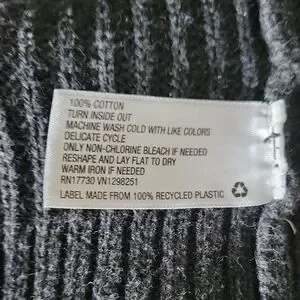 100% COTTON
TURN INSIDE OUT
MACHINE WASH COLD WITH LIKE COLORS
DELICATE CYCLE
ONLY NON-CHLORINE BLEACH IF NEEDED
RESHAPE AND LAY FLAT TO DRY
WARM IRON IF NEEDED
RN17730 VN1298251
LABEL MADE FROM 100% RECYCLED PLASTIC